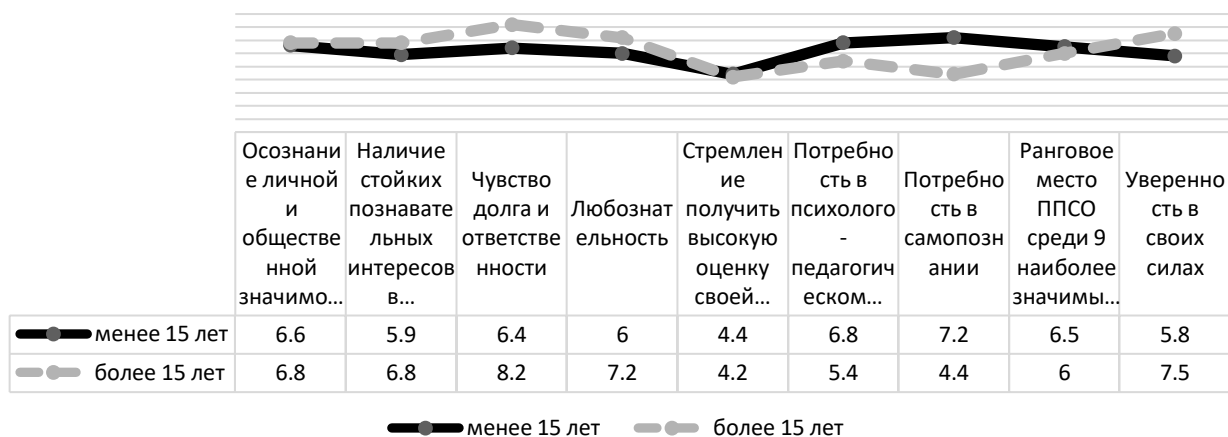 Осознани
е личной
и
обществе
нной
значимо...
Наличие
стойких
познавате
льных
интересов
в...
Чувство
долга и
ответстве
нности
Любознат
ельность
Стремлен
ие
получить
высокую
оценку
своей...
Потребно
сть в
психолого
-
педагогич
еском...
Потребно
сть в
самопозн
ании
Ранговое
место
ППСО
среди 9
наиболее
значимы...
Уверенно
сть в
своих
силах
менее 15 лет 6.6 5.9 6.4 6 4.4 6.8 7.2 6.5 5.8
более 15 лет 6.8 6.8 8.2 7.2 4.2 5.4 4.4 6 7.5
менее 15 лет более 15 лет